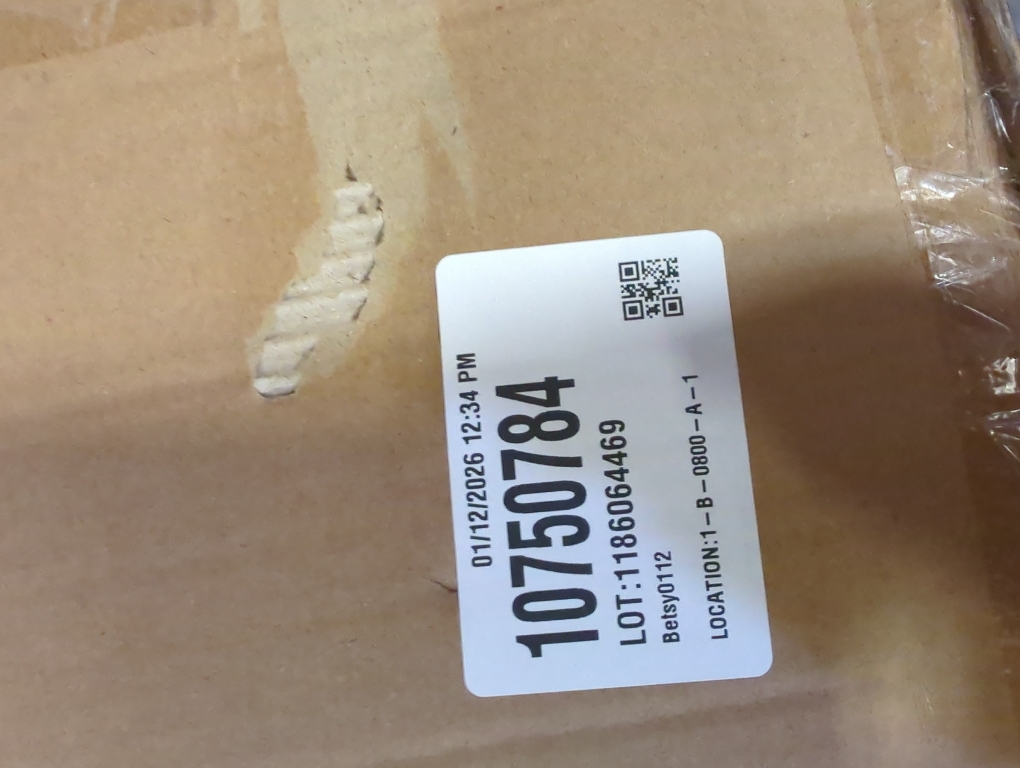 01/12/2026 12:34 PM
10750784
LOT:1186064469
Betsy0112
LOCATION:1-B-0800-A-1